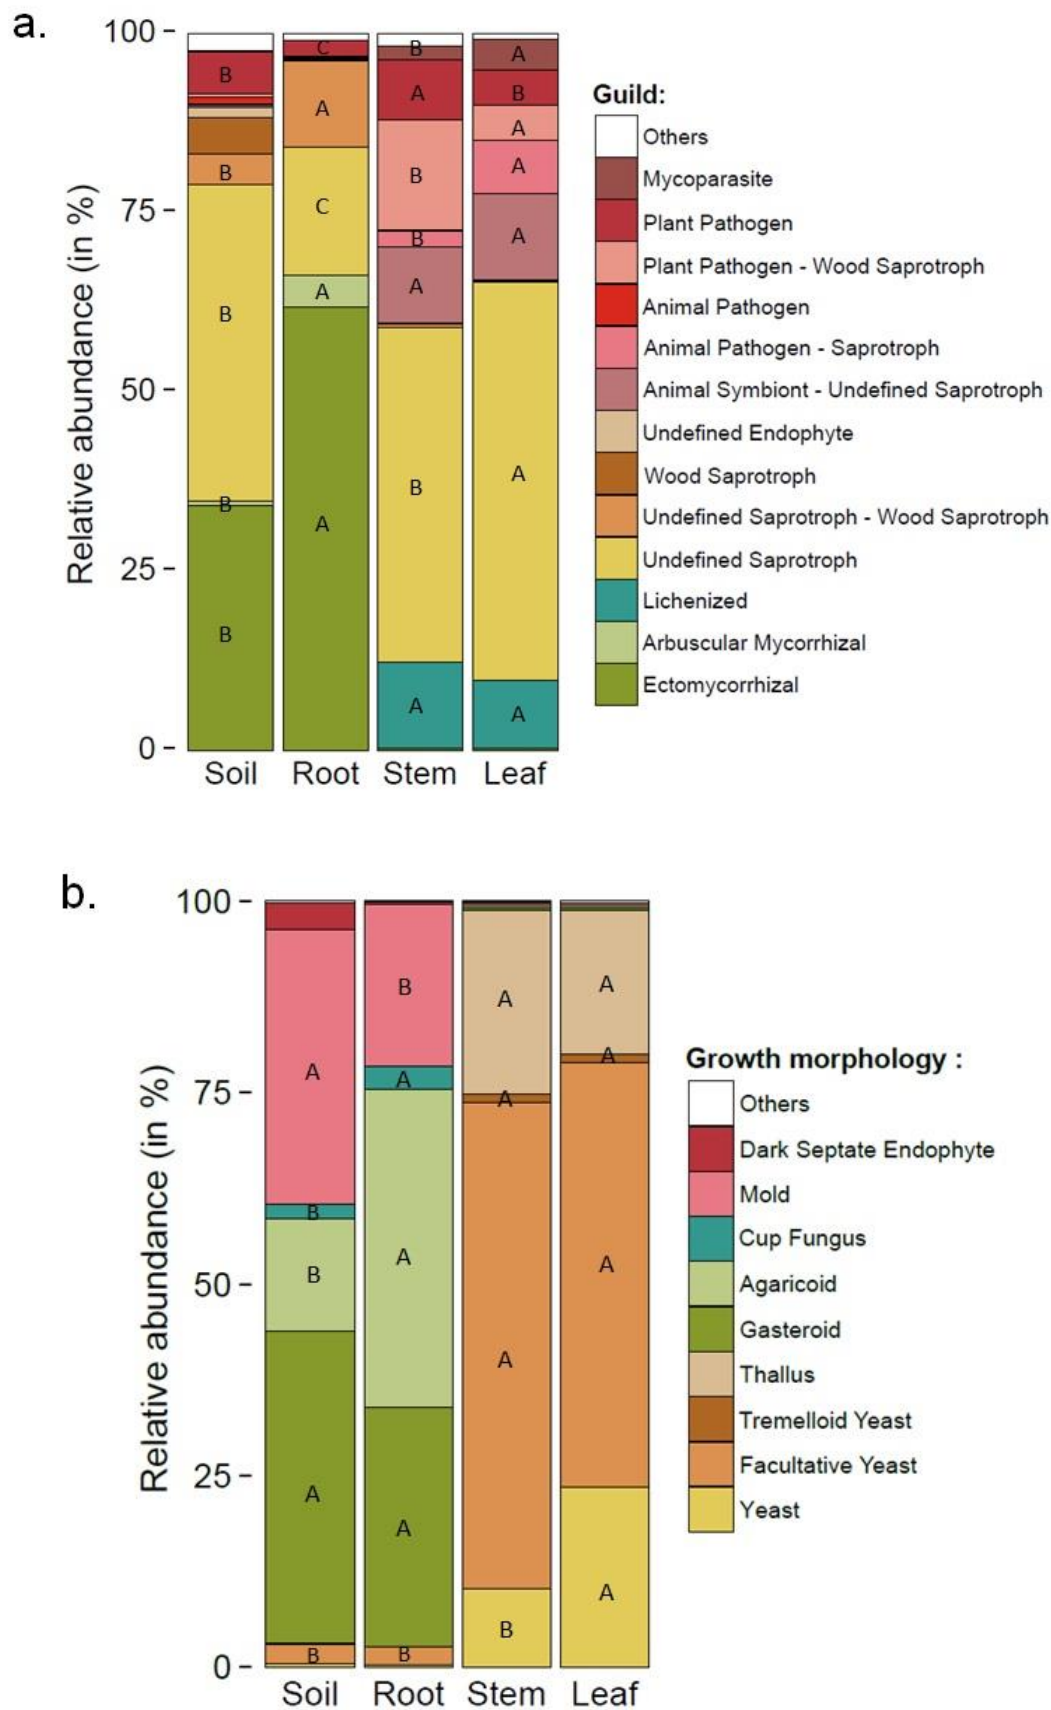 a.
Relative abundance (in %)
100
75
50
25
0
B
B
B
B
B
C
A
C
A
A
B
A
B
B
A
B
A
A
B
A
A
A
A
A
Soil Root Stem Leaf
Guild:
Others
Mycoparasite
Plant Pathogen
Plant Pathogen - Wood Saprotroph
Animal Pathogen
Animal Pathogen - Saprotroph
Animal Symbiont - Undefined Saprotroph
Undefined Endophyte
Wood Saprotroph
Undefined Saprotroph - Wood Saprotroph
Undefined Saprotroph
Lichenized
Arbuscular Mycorrhizal
Ectomycorrhizal
b.
Relative abundance (in %)
100
75
50
25
0
A
B
B
A
B
B
A
A
A
B
A
A
A
B
A
A
A
A
Soil Root Stem Leaf
Growth morphology :
Others
Dark Septate Endophyte
Mold
Cup Fungus
Agaricoid
Gasteroid
Thallus
Tremelloid Yeast
Facultative Yeast
Yeast